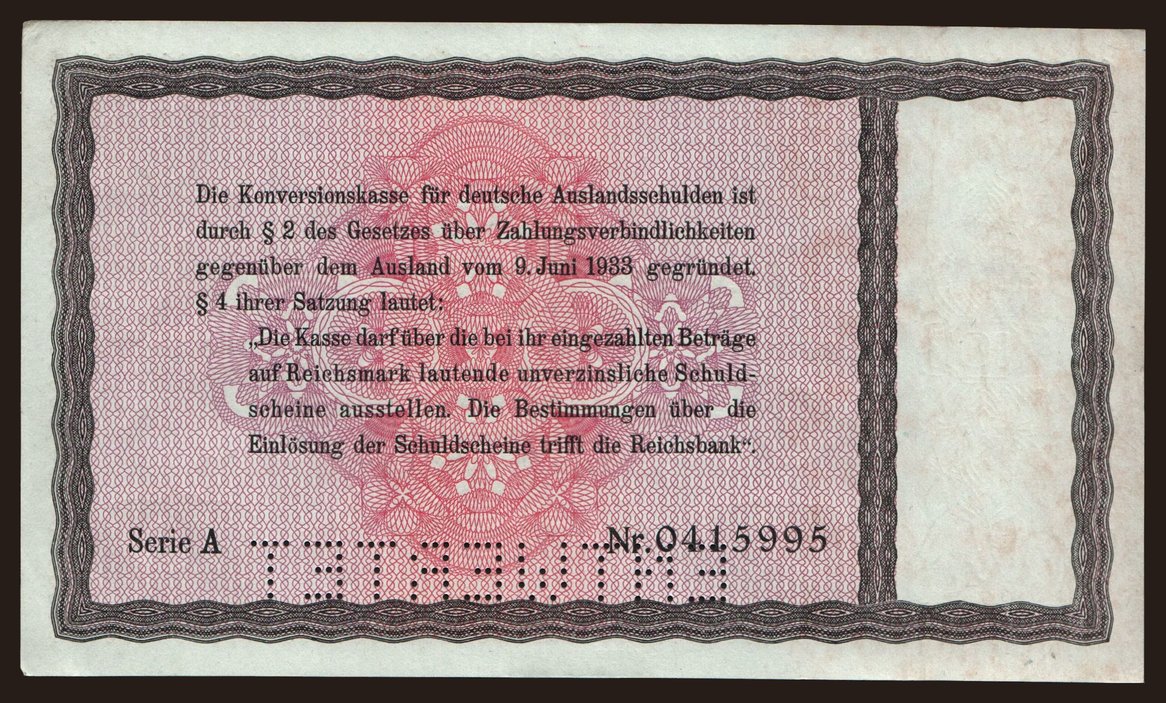 Die Konversionskasse für deutsche Auslandsschulden ist
durch § 2 des Gesetzes über Zahlungsverbindlichkeiten
gegenüber dem Ausland vom 9. Juni 1933 gegründet.
§ 4 ihrer Satzung lautet:
„Die Kasse darf über die bei ihr eingezahlten Beträge
auf Reichsmark lautende unverzinsliche Schuld-
scheine ausstellen. Die Bestimmungen über die
Einlösung der Schuldscheine trifft die Reichsbank“.
Serie A Nr. 0415995
ENTWERTET